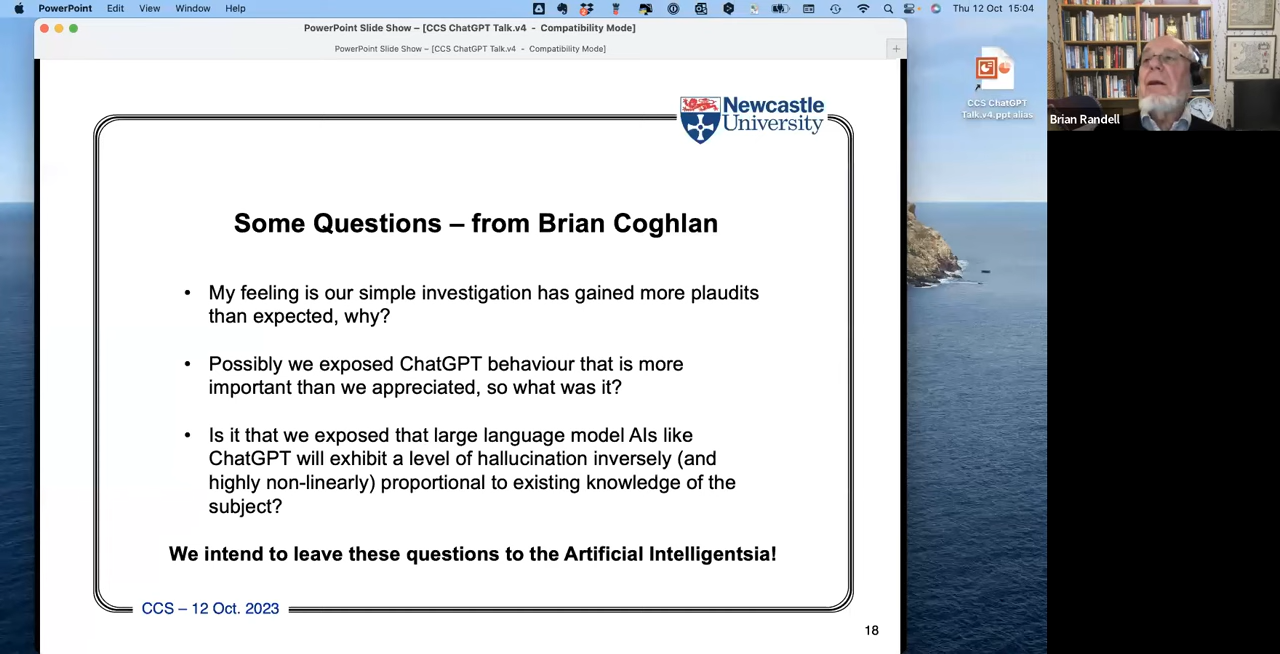 PowerPoint Edit View Window Help Thu 12 Oct 15:04
PowerPoint Slide Show – [CCS ChatGPT Talk.v4 - Compatibility Mode]
PowerPoint Slide Show – [CCS ChatGPT Talk.v4 - Compatibility Mode]
Newcastle
University
Some Questions – from Brian Coghlan
• My feeling is our simple investigation has gained more plaudits
than expected, why?
• Possibly we exposed ChatGPT behaviour that is more
important than we appreciated, so what was it?
• Is it that we exposed that large language model AIs like
ChatGPT will exhibit a level of hallucination inversely (and
highly non-linearly) proportional to existing knowledge of the
subject?
We intend to leave these questions to the Artificial Intelligentsia!
CCS – 12 Oct. 2023
18
CCS ChatGPT
Talk.v4.ppt alias
Brian Randell